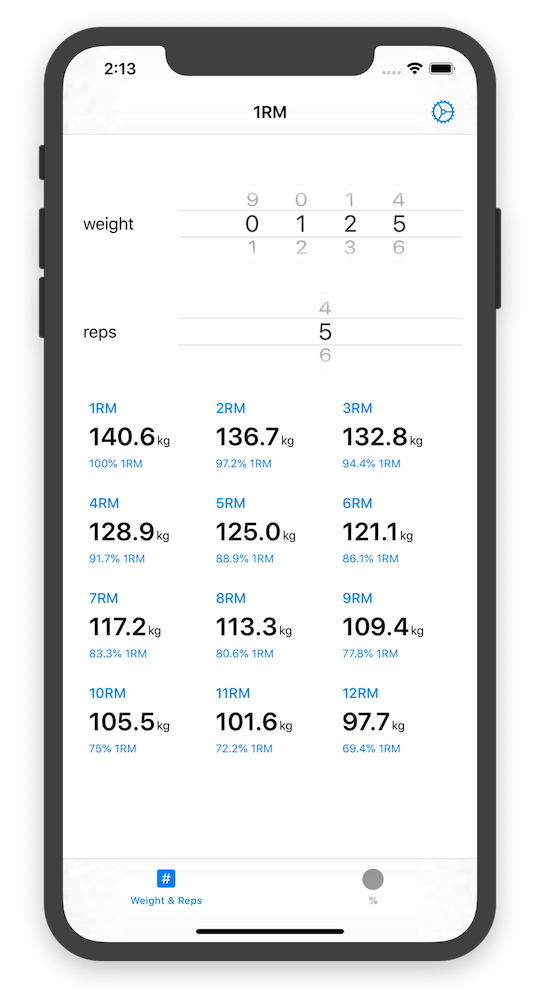 2:13
1RM
9 0 1 4
weight 0 1 2 5
1 2 3 6
4
reps 5
6
1RM 2RM 3RM
140.6 kg 136.7 kg 132.8 kg
100% 1RM 97.2% 1RM 94.4% 1RM
4RM 5RM 6RM
128.9 kg 125.0 kg 121.1 kg
91.7% 1RM 88.9% 1RM 86.1% 1RM
7RM 8RM 9RM
117.2 kg 113.3 kg 109.4 kg
83.3% 1RM 80.6% 1RM 77.8% 1RM
10RM 11RM 12RM
105.5 kg 101.6 kg 97.7 kg
75% 1RM 72.2% 1RM 69.4% 1RM
#
Weight & Reps %